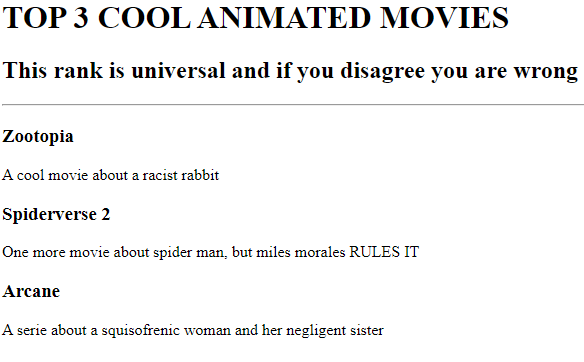 TOP 3 COOL ANIMATED MOVIES
This rank is universal and if you disagree you are wrong
Zootopia
A cool movie about a racist rabbit
Spiderverse 2
One more movie about spider man, but miles morales RULES IT
Arcane
A serie about a squisofrenic woman and her negligent sister